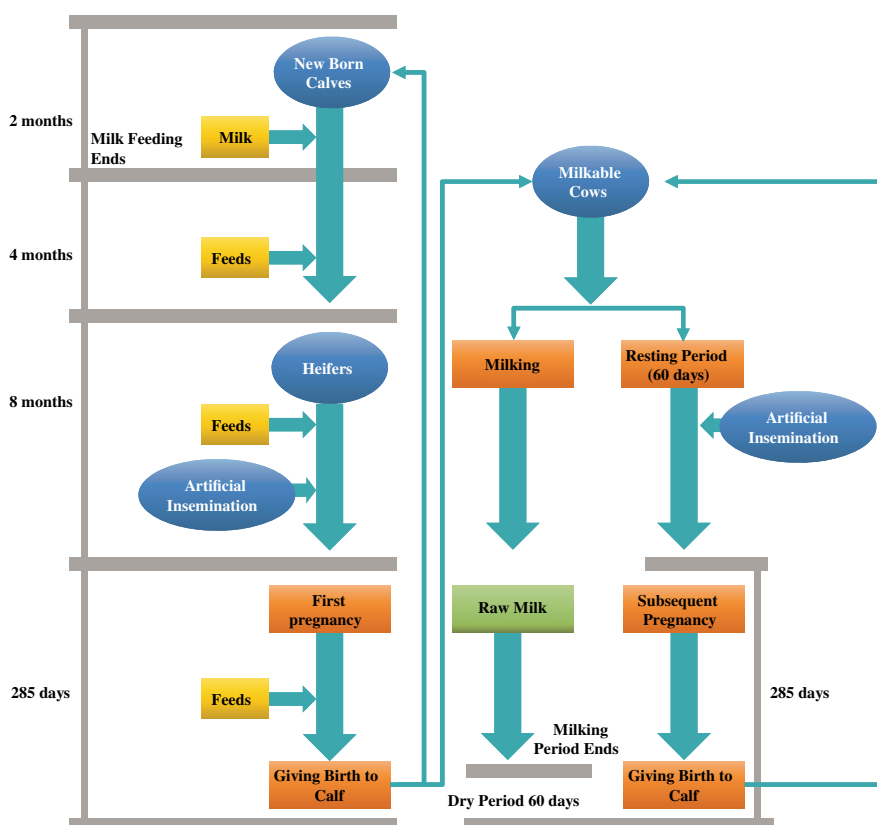 New Born
Calves
2 months
Milk
Milk Feeding
Ends
4 months
Feeds
8 months
Heifers
Feeds
Artificial
Insemination
285 days
First
pregnancy
Feeds
Giving Birth to
Calf
Milkable
Cows
Milking
Resting Period
(60 days)
Artificial
Insemination
Raw Milk
Subsequent
Pregnancy
285 days
Milking
Period Ends
Dry Period 60 days
Giving Birth to
Calf